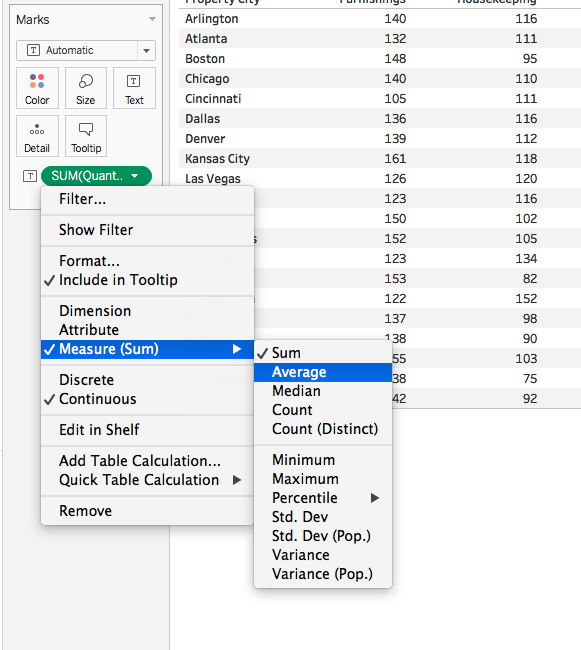 Marks
Property City Furnishings Housekeeping
Automatic
Color Size Text
Detail Tooltip
SUM(Quant..
Arlington 140 116
Atlanta 132 111
Boston 148 95
Chicago 140 110
Cincinnati 105 111
Dallas 136 116
Denver 139 112
Kansas City 161 118
Las Vegas 126 120
123 116
150 102
s 152 105
123 134
153 82
122 152
137 98
138 90
55 103
38 75
42 92
Filter...
Show Filter
Format...
Include in Tooltip
Dimension
Attribute
Measure (Sum)
Discrete
Continuous
Edit in Shelf
Add Table Calculation...
Quick Table Calculation
Remove
Sum
Average
Median
Count
Count (Distinct)
Minimum
Maximum
Percentile
Std. Dev
Std. Dev (Pop.)
Variance
Variance (Pop.)